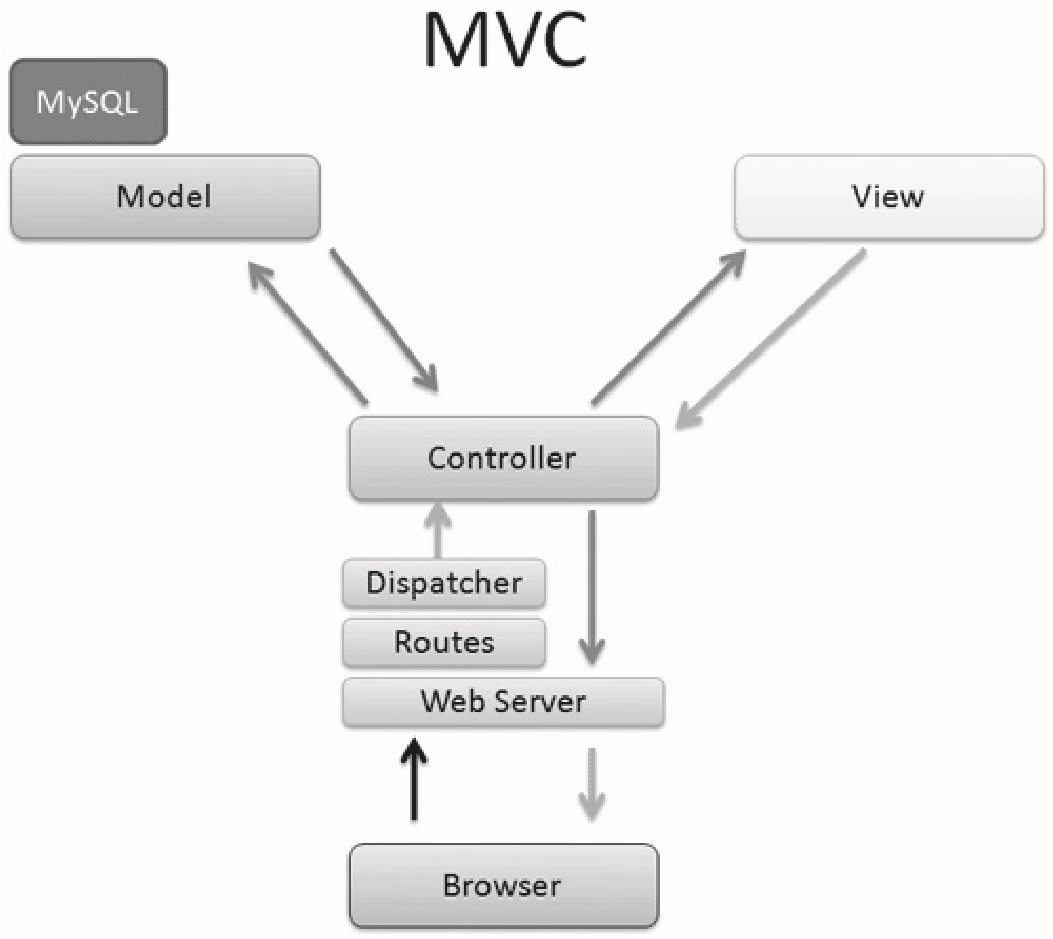 MVC
MySQL
Model
View
Controller
Dispatcher
Routes
Web Server
Browser